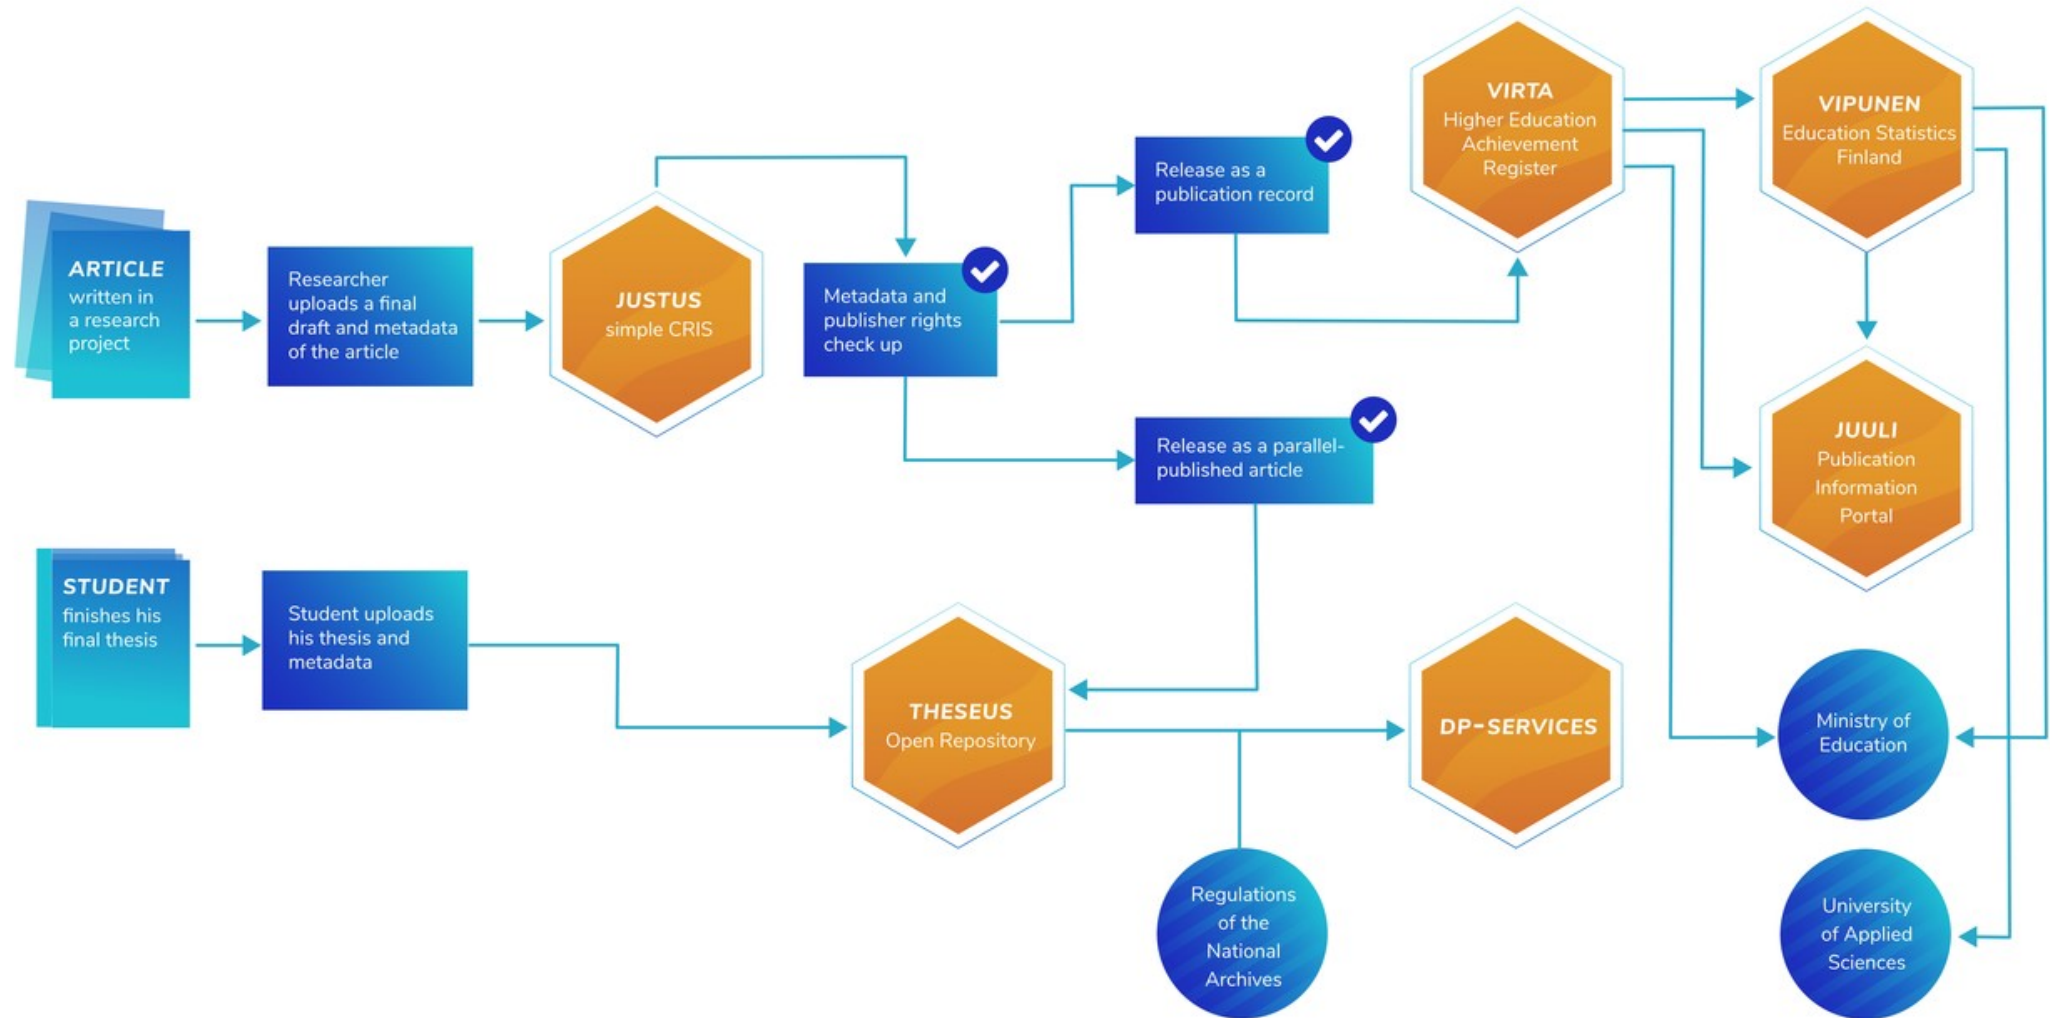 ARTICLE
written in
a research
project
Researcher
uploads a final
draft and metadata
of the article
JUSTUS
simple CRIS
Metadata and
publisher rights
check up
Release as a
publication record
VIRTA
Higher Education
Achievement
Register
VIPUNEN
Education Statistics
Finland
Release as a parallel-
published article
JUULI
Publication
Information
Portal
STUDENT
finishes his
final thesis
Student uploads
his thesis and
metadata
THESEUS
Open Repository
DP-SERVICES
Ministry of
Education
Regulations
of the
National
Archives
University
of Applied
Sciences